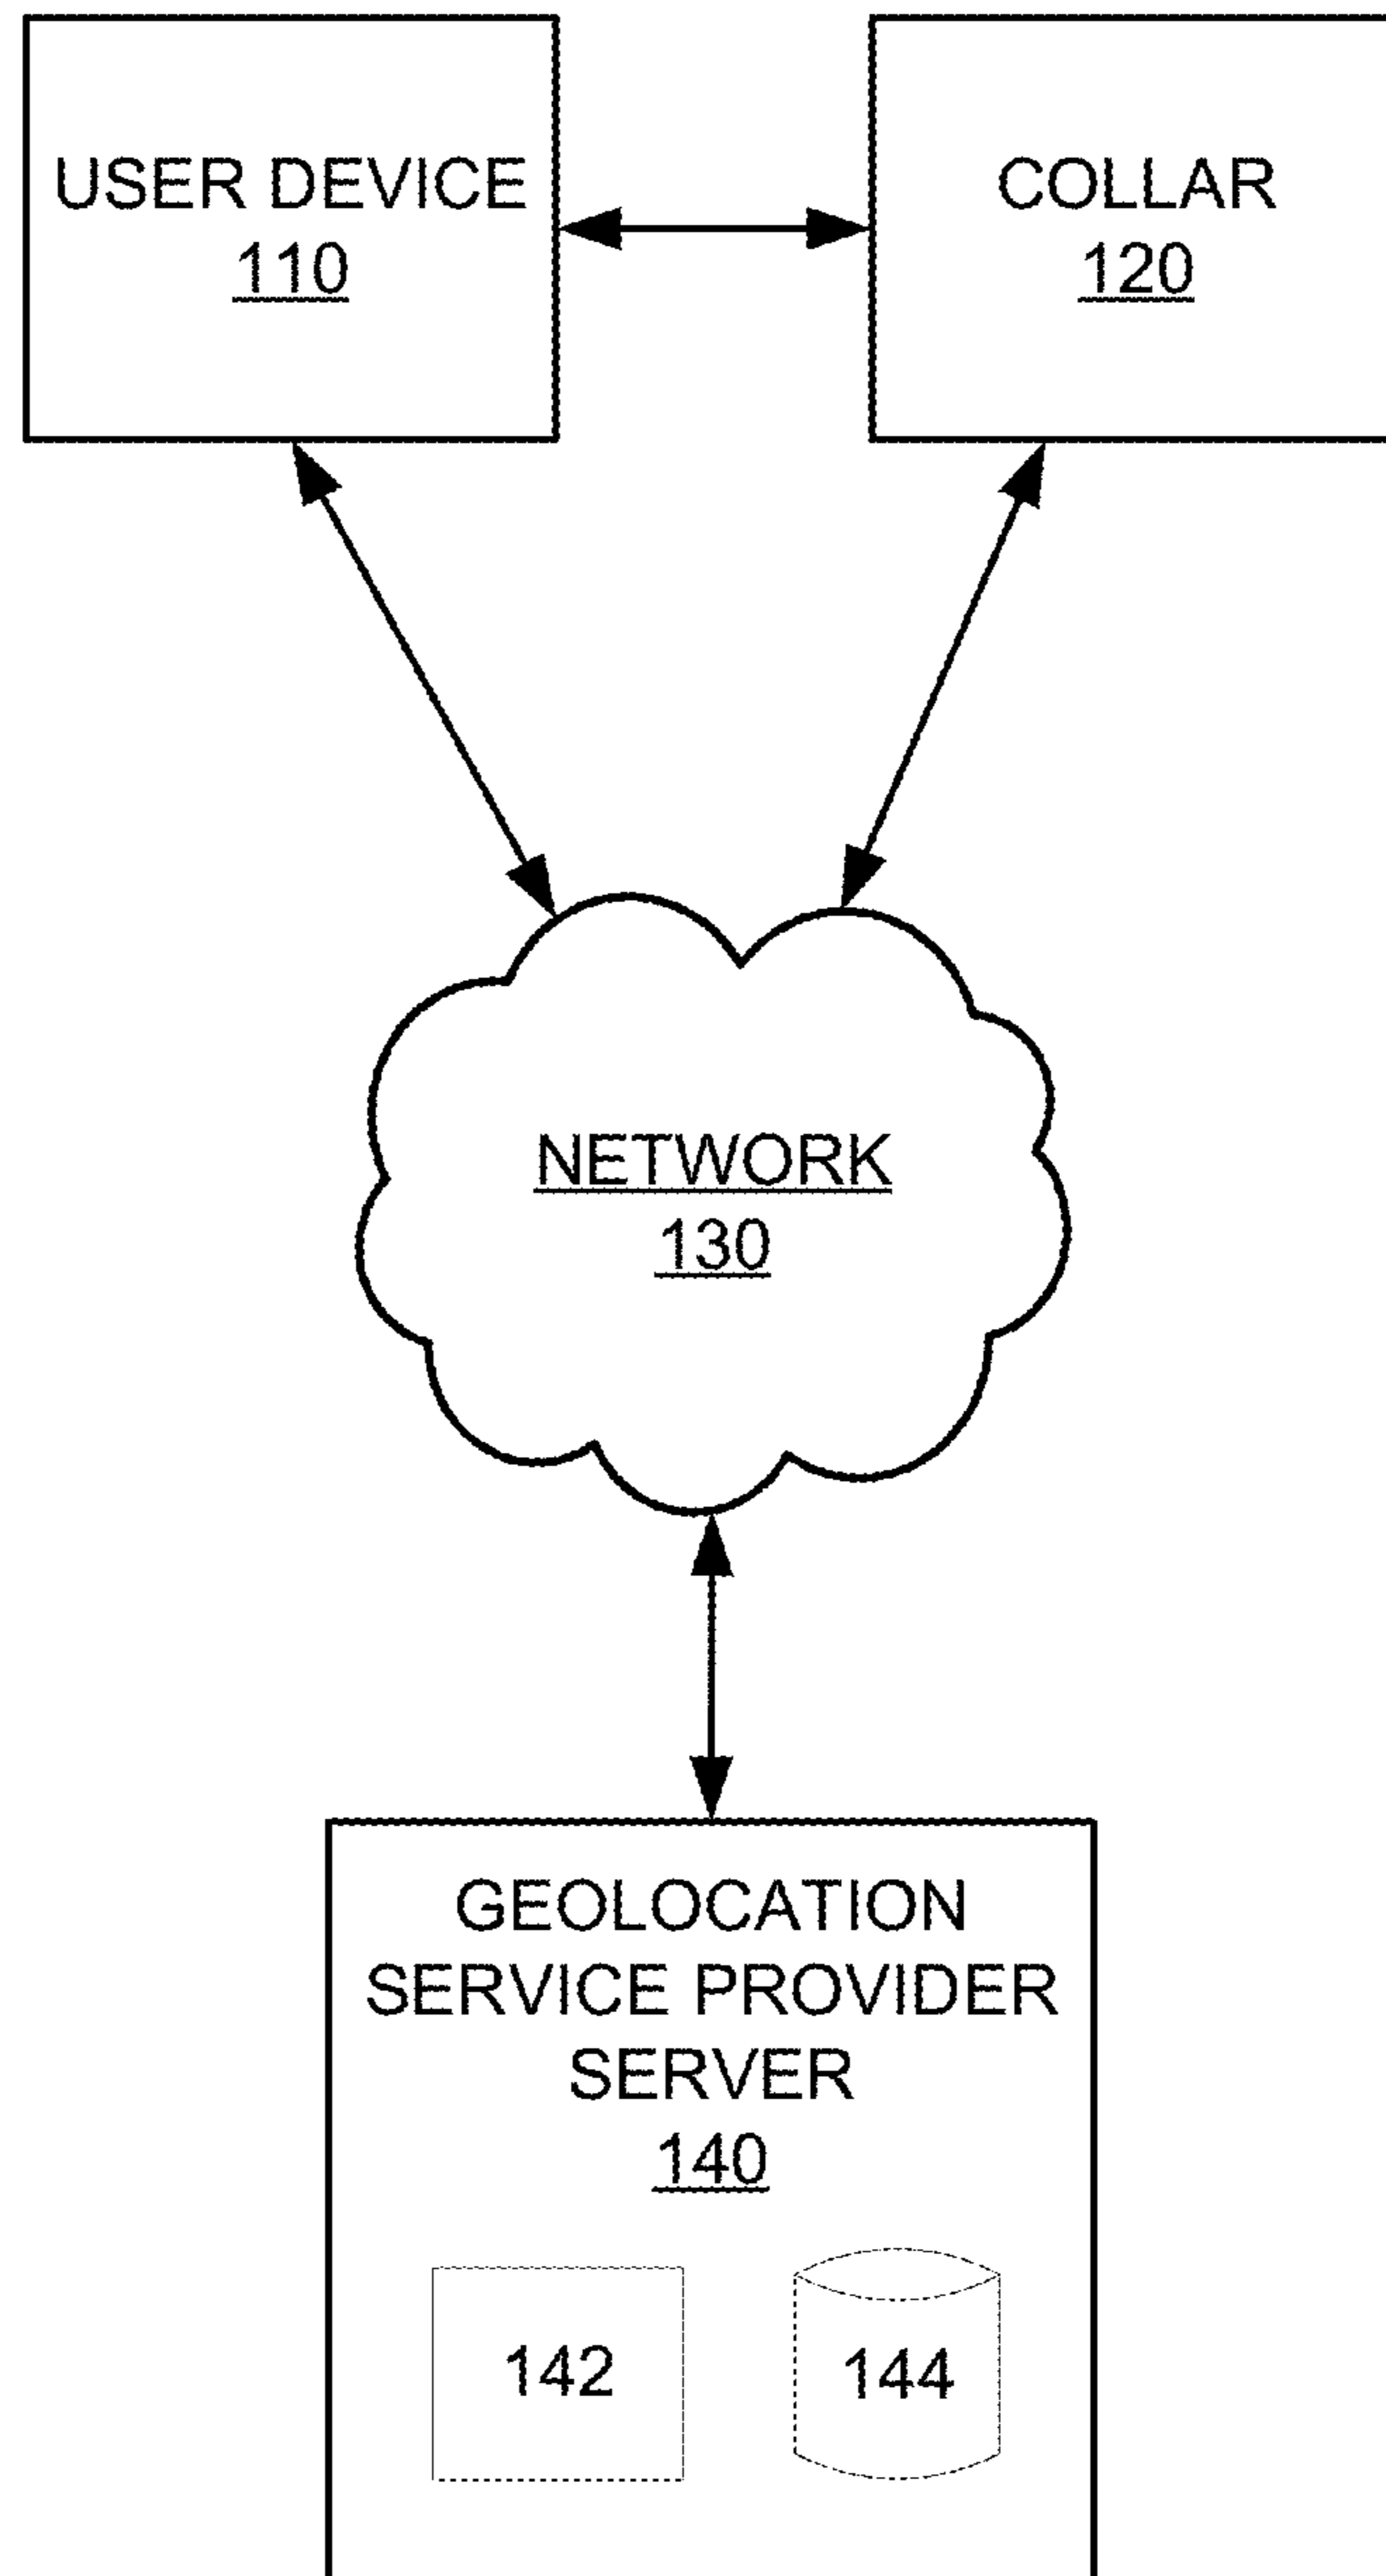 USER DEVICE
110
COLLAR
120
NETWORK
130
GEOLOCATION
SERVICE PROVIDER
SERVER
140
142
144